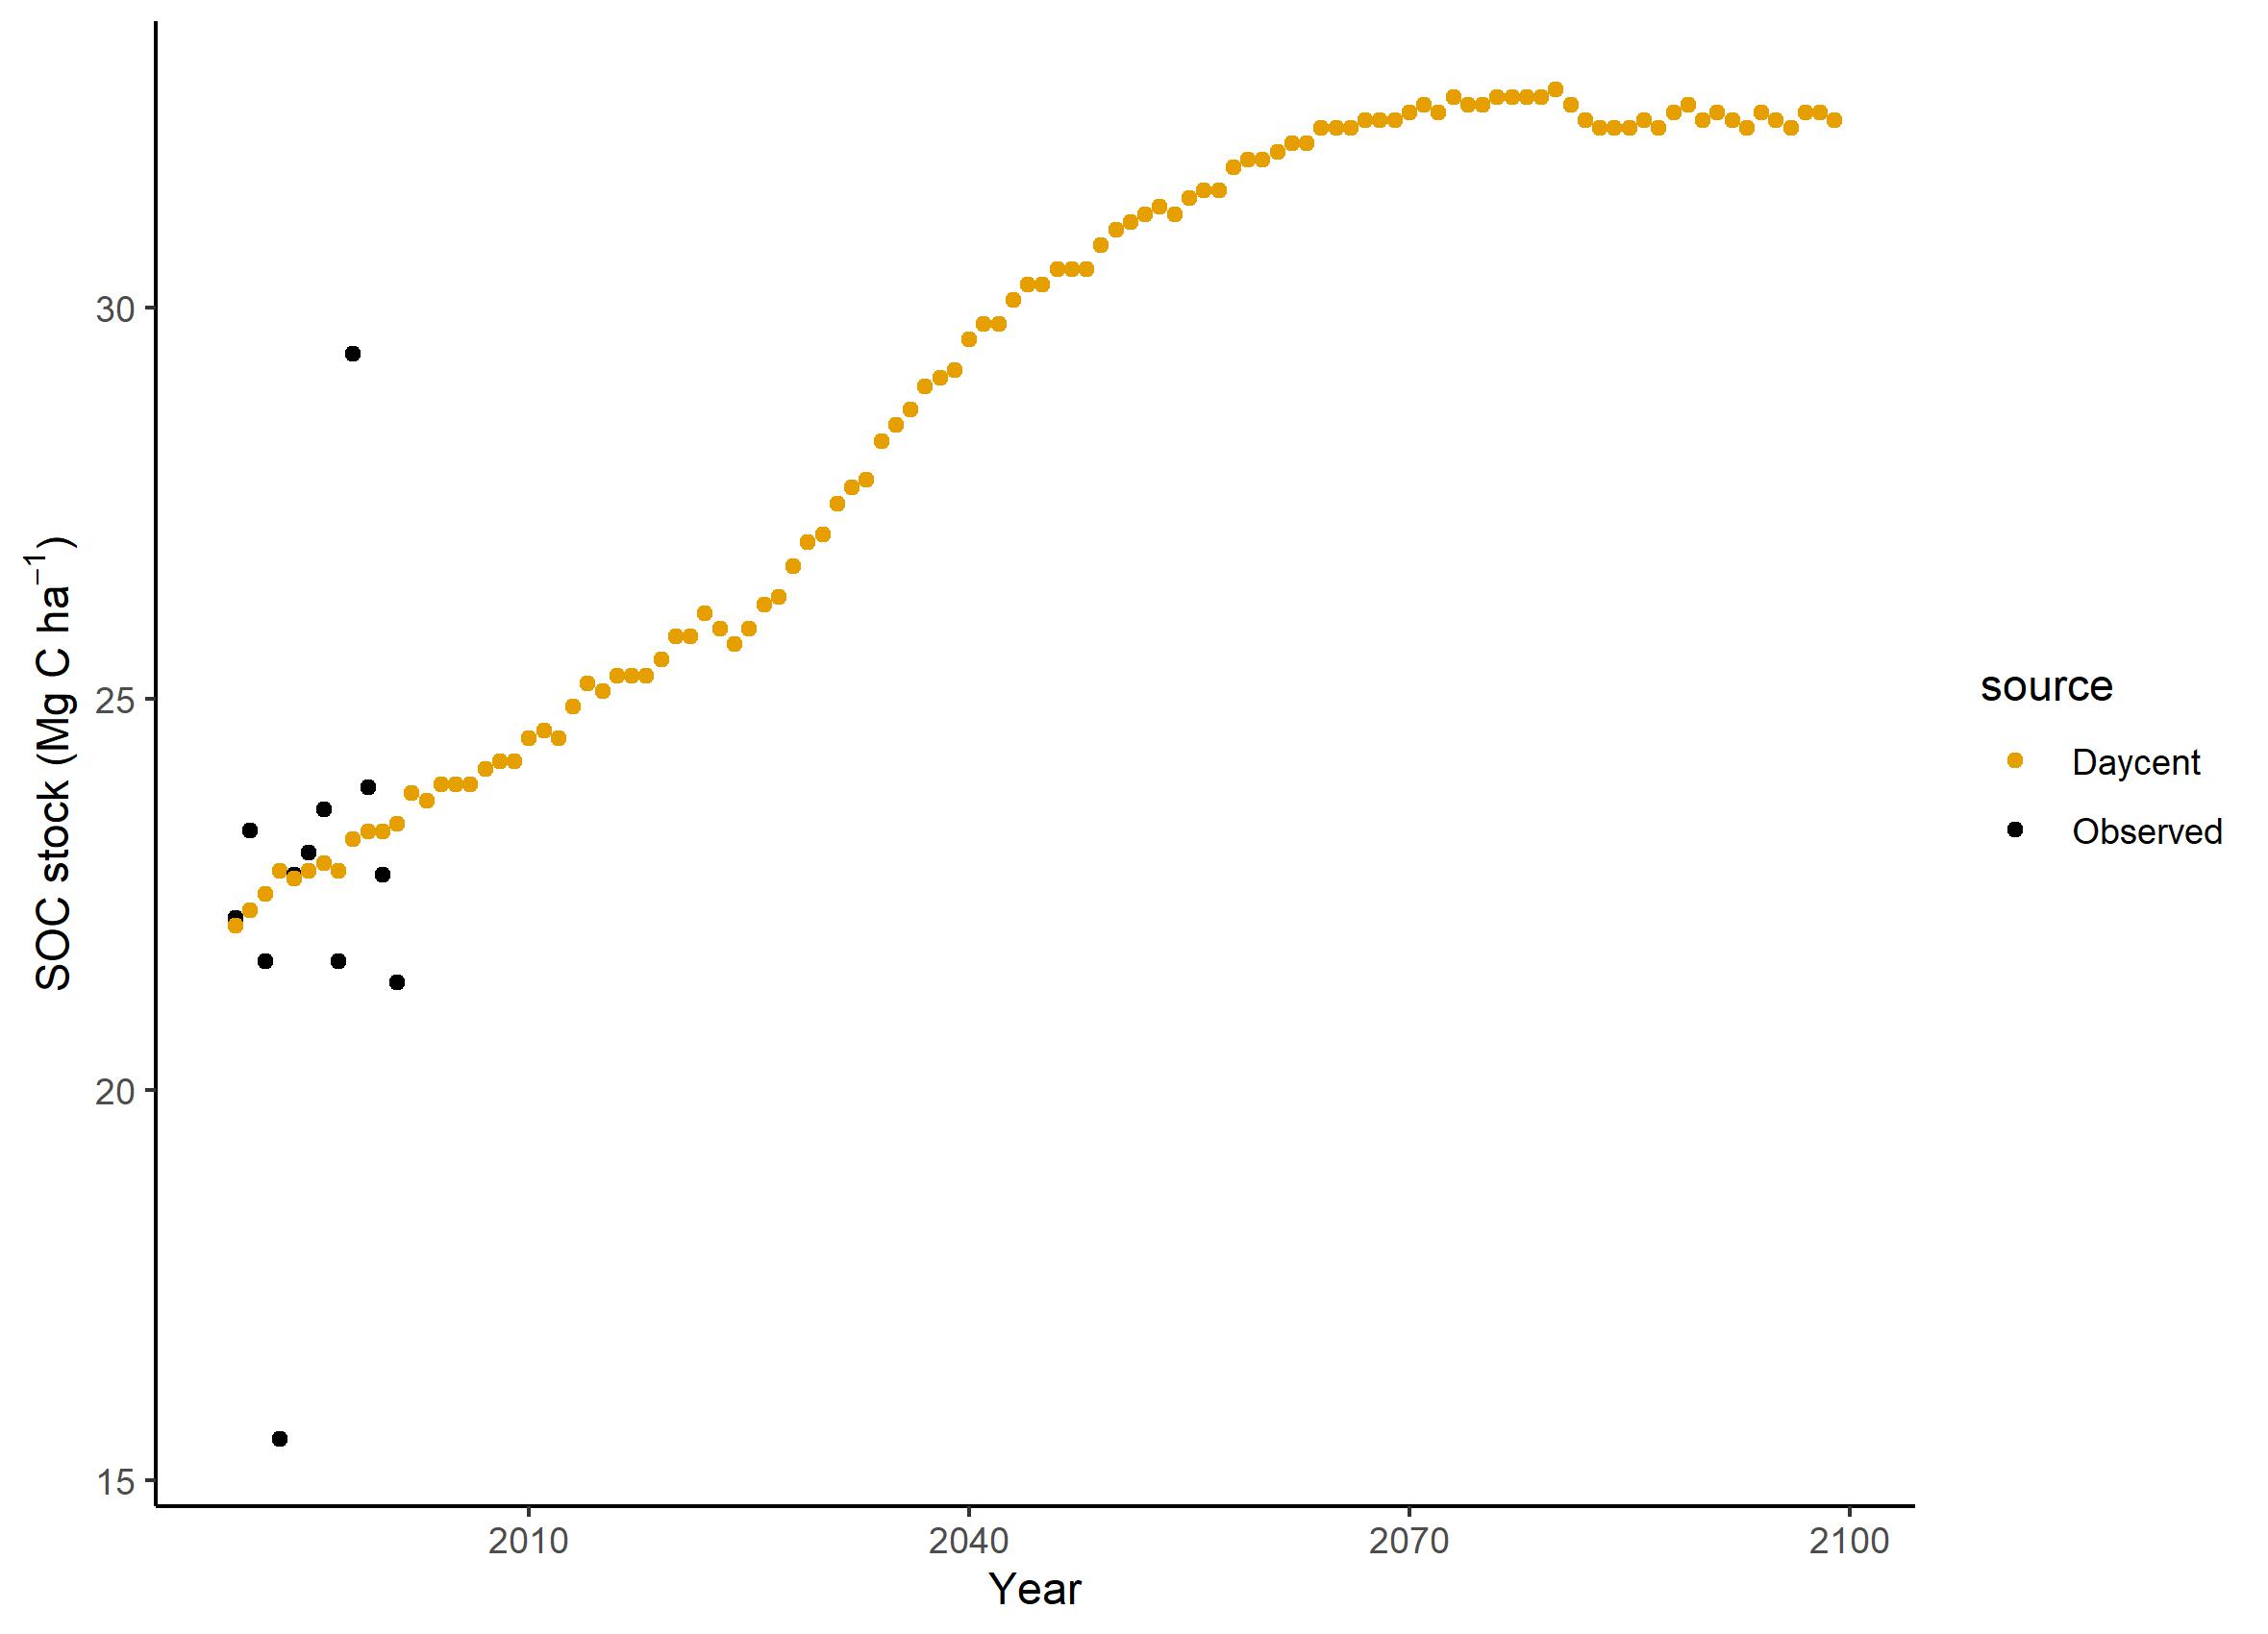 SOC stock (Mg C ha⁻¹)
30
25
20
15
2010 2040 2070 2100
Year
source
Daycent
Observed